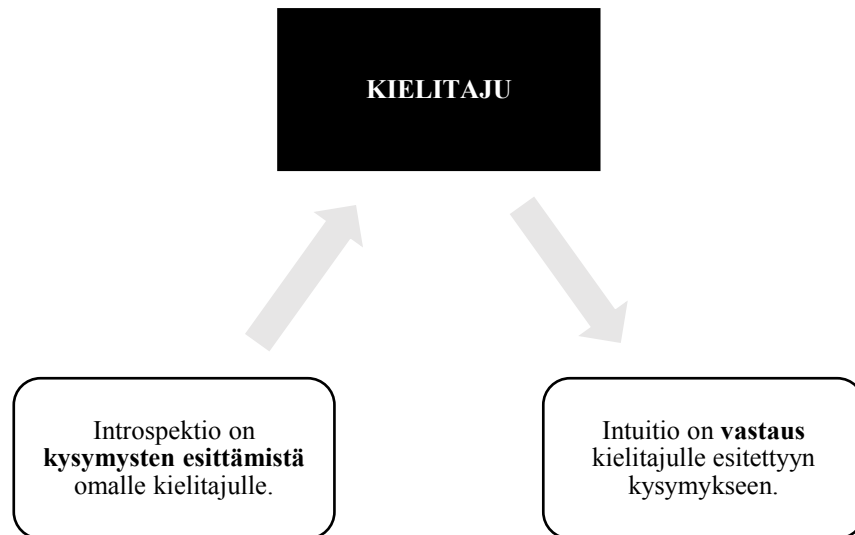 KIELITAJU
Introspektio on
kysymysten esittämistä
omalle kielitajulle.
Intuitio on vastaus
kielitajulle esitettyyn
kysymykseen.